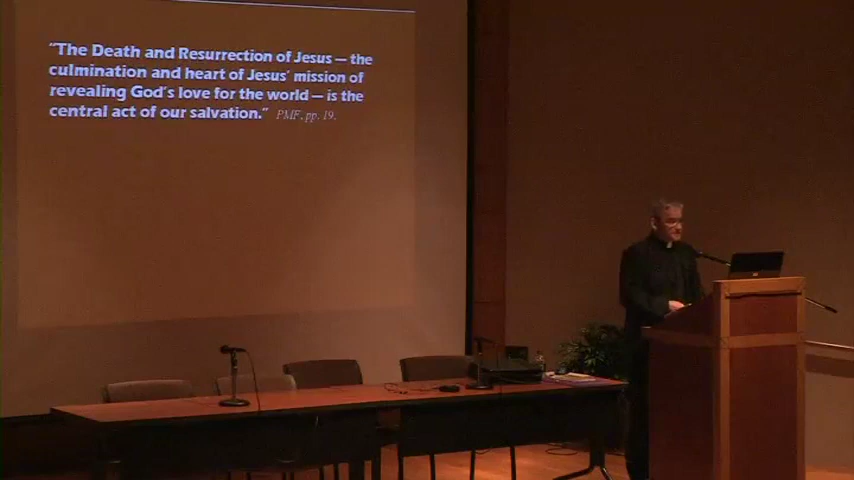 “The Death and Resurrection of Jesus — the
culmination and heart of Jesus’ mission of
revealing God’s love for the world — is the
central act of our salvation.” PMF, pp. 19.